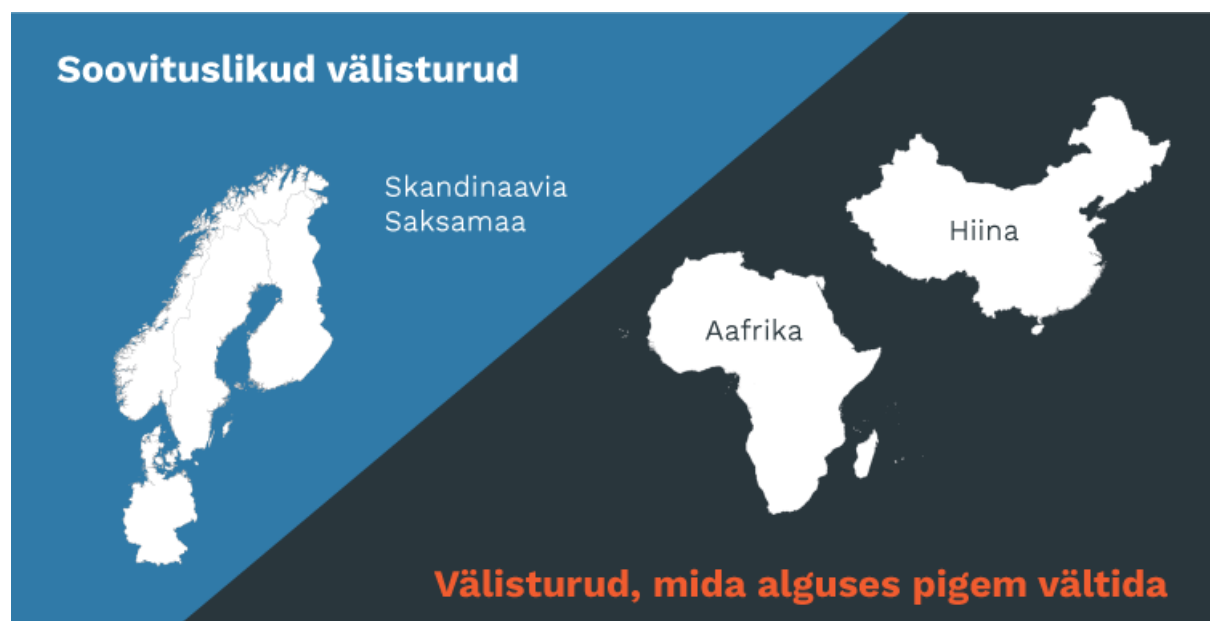 Soovituslikud välisturud
Skandinaavia
Saksamaa
Hiina
Aafrika
Välisturud, mida alguses pigem vältida